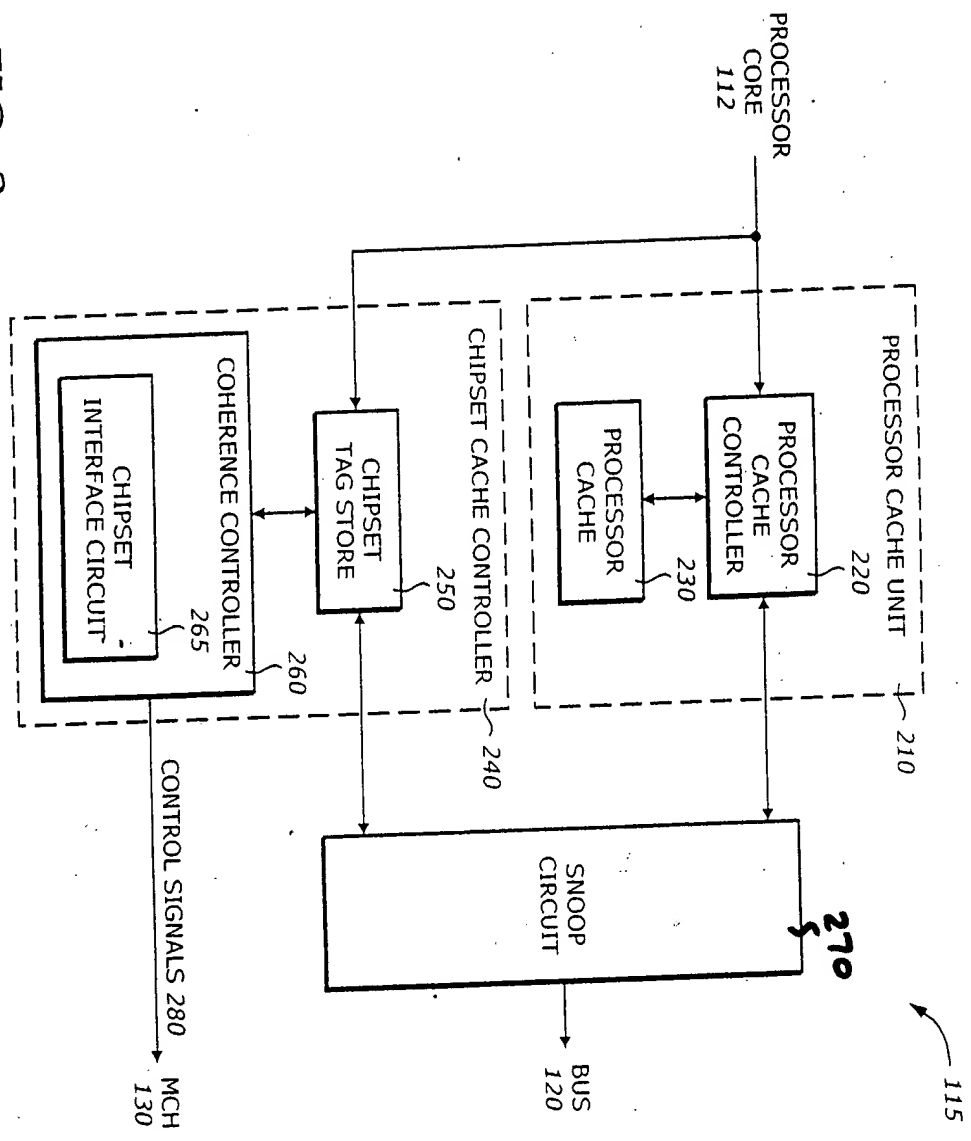 115
PROCESSOR
CORE
112
PROCESSOR CACHE UNIT
210
PROCESSOR
CACHE
CONTROLLER
220
PROCESSOR
CACHE
230
CHIPSET CACHE CONTROLLER
240
CHIPSET
TAG STORE
250
COHERENCE CONTROLLER
260
CHIPSET
INTERFACE CIRCUIT
265
SNOOP
CIRCUIT
270
BUS
120
CONTROL SIGNALS 280
MCH
130